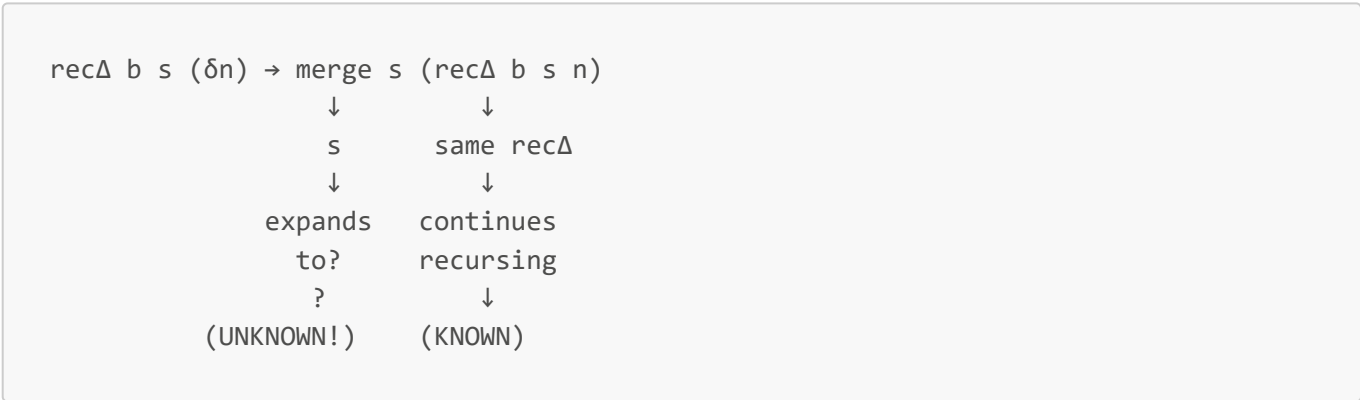 recΔ b s (δn) → merge s (recΔ b s n)
↓ ↓
s same recΔ
↓ ↓
expands continues
to? recursing
? ↓
(UNKNOWN!) (KNOWN)